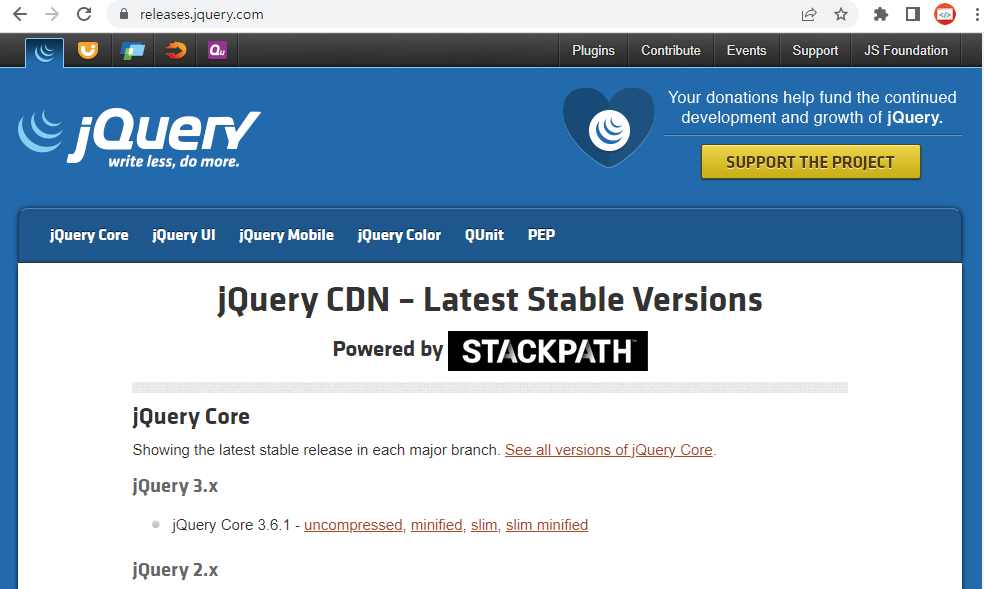 releases.jquery.com
Qu
Plugins Contribute Events Support JS Foundation
jQuery
write less, do more.
Your donations help fund the continued
development and growth of jQuery.
SUPPORT THE PROJECT
jQuery Core jQuery UI jQuery Mobile jQuery Color QUnit PEP
jQuery CDN – Latest Stable Versions
Powered by STACKPATH™
jQuery Core
Showing the latest stable release in each major branch. See all versions of jQuery Core.
jQuery 3.x
jQuery Core 3.6.1 - uncompressed, minified, slim, slim minified
jQuery 2.x